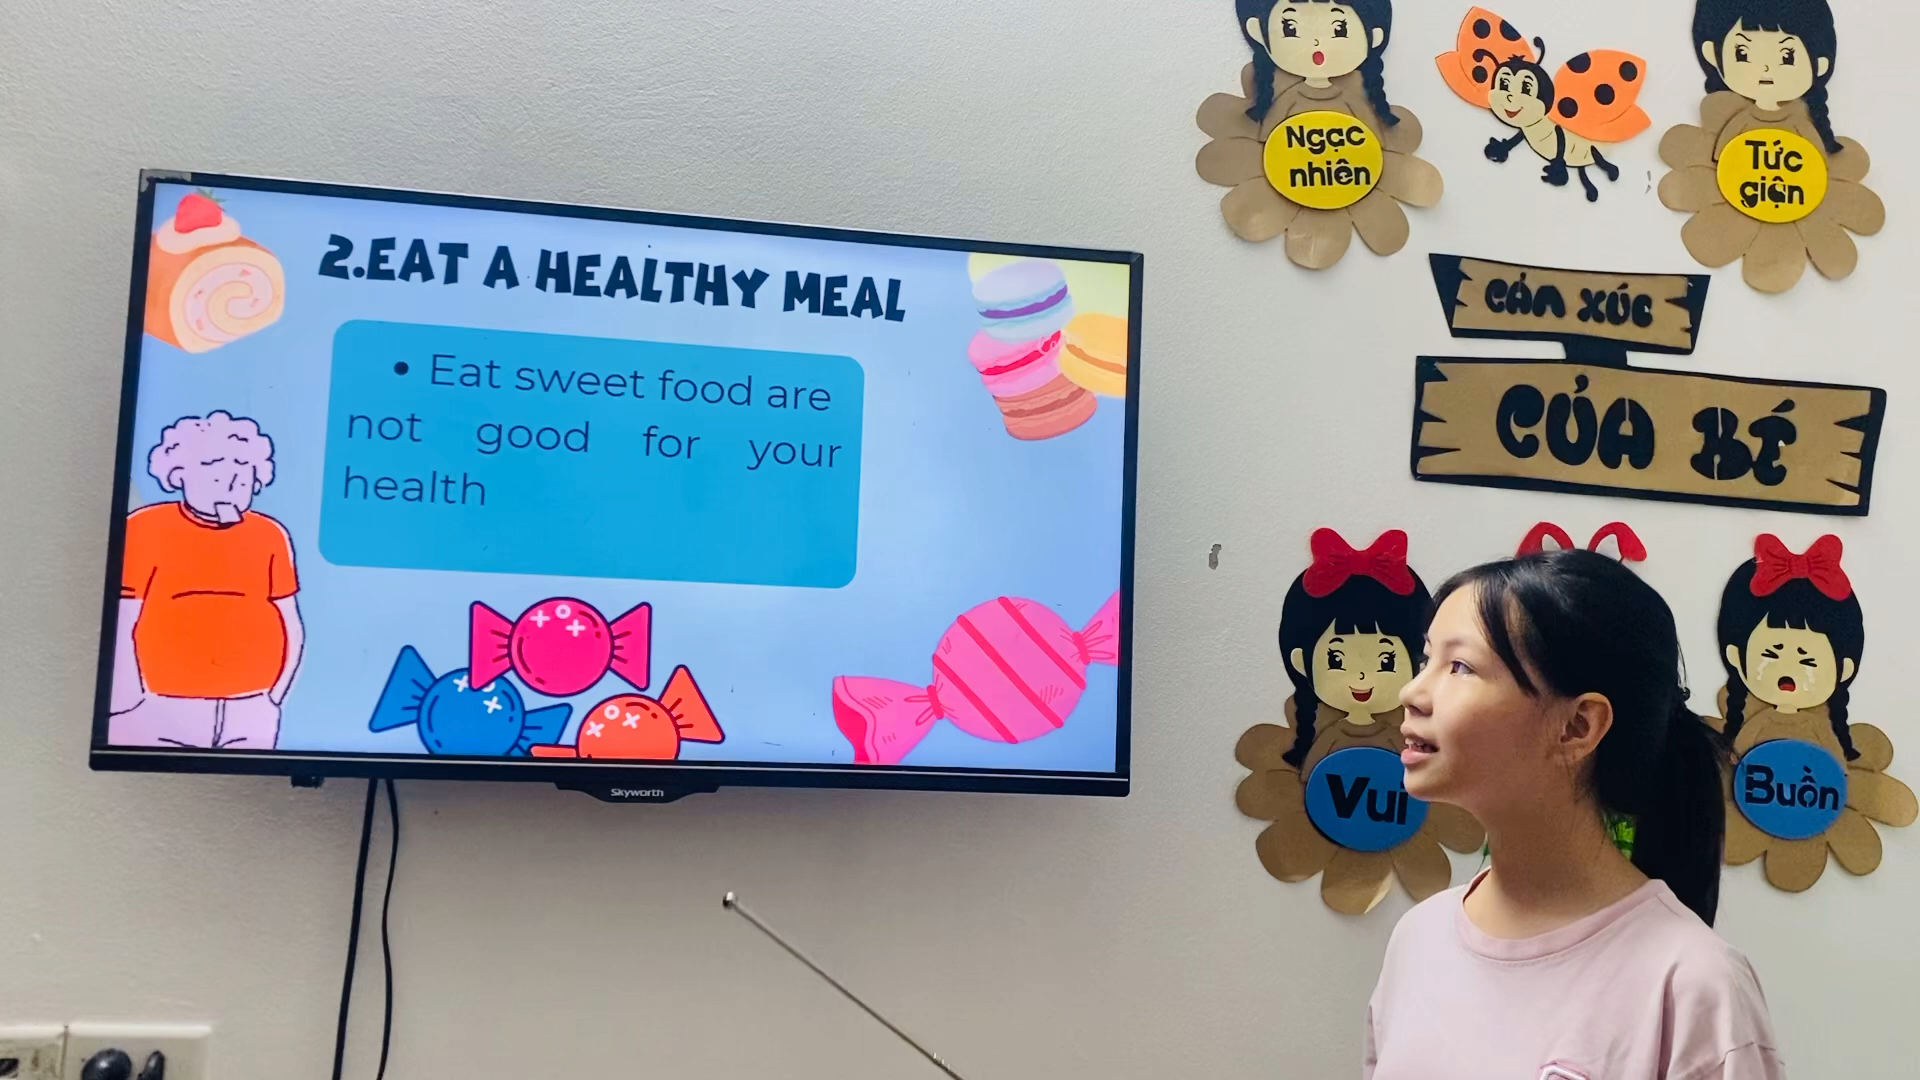 2.EAT A HEALTHY MEAL
• Eat sweet food are
not good for your
health
Skyworth
Ngạc
nhiên
Tức
giận
CẢM XÚC
CỦA BÉ
Vui
Buồn